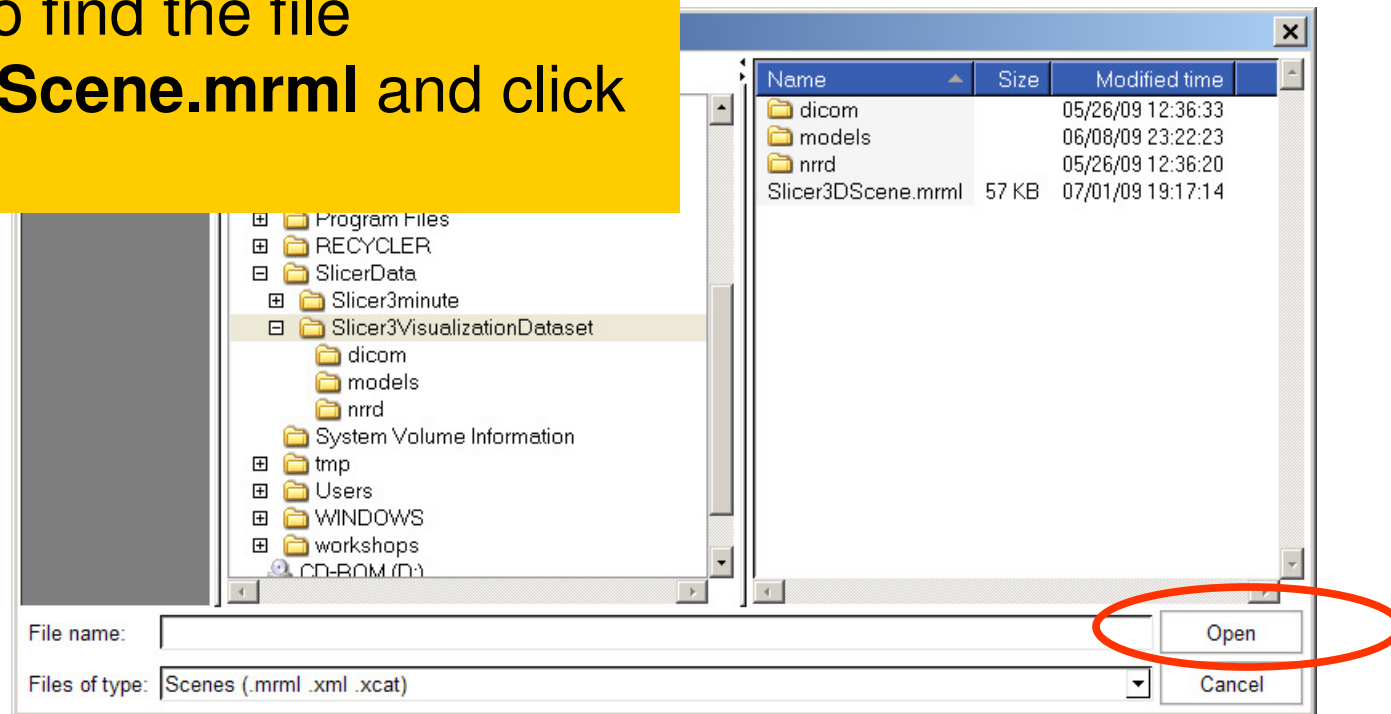 o find the file
Scene.mrml and click
Name Size Modified time
dicom 05/26/09 12:36:33
models 06/08/09 23:22:23
nrrd 05/26/09 12:36:20
Slicer3DScene.mrml 57 KB 07/01/09 19:17:14
Program Files
RECYCLER
SlicerData
Slicer3minute
Slicer3VisualizationDataset
dicom
models
nrrd
System Volume Information
tmp
Users
WINDOWS
workshops
CD-ROM (D:)
File name:
Open
Files of type: Scenes (.mrml .xml .xcat)
Cancel